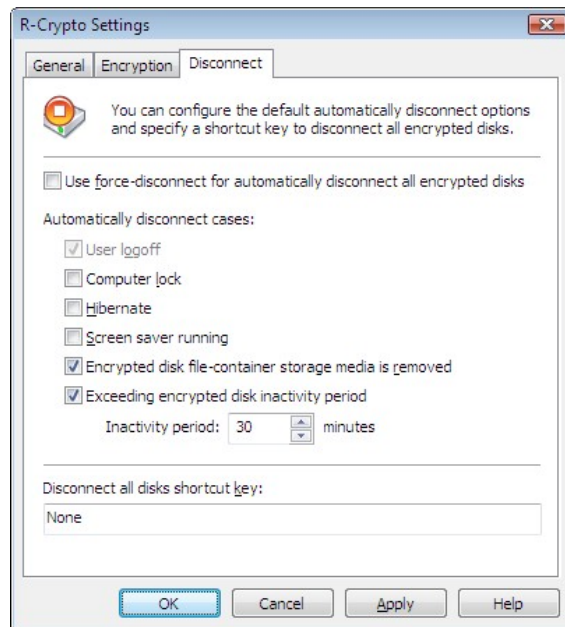 R-Crypto Settings
General Encryption Disconnect
You can configure the default automatically disconnect options
and specify a shortcut key to disconnect all encrypted disks.
Use force-disconnect for automatically disconnect all encrypted disks
Automatically disconnect cases:
User logoff
Computer lock
Hibernate
Screen saver running
Encrypted disk file-container storage media is removed
Exceeding encrypted disk inactivity period
Inactivity period: 30 minutes
Disconnect all disks shortcut key:
None
OK Cancel Apply Help